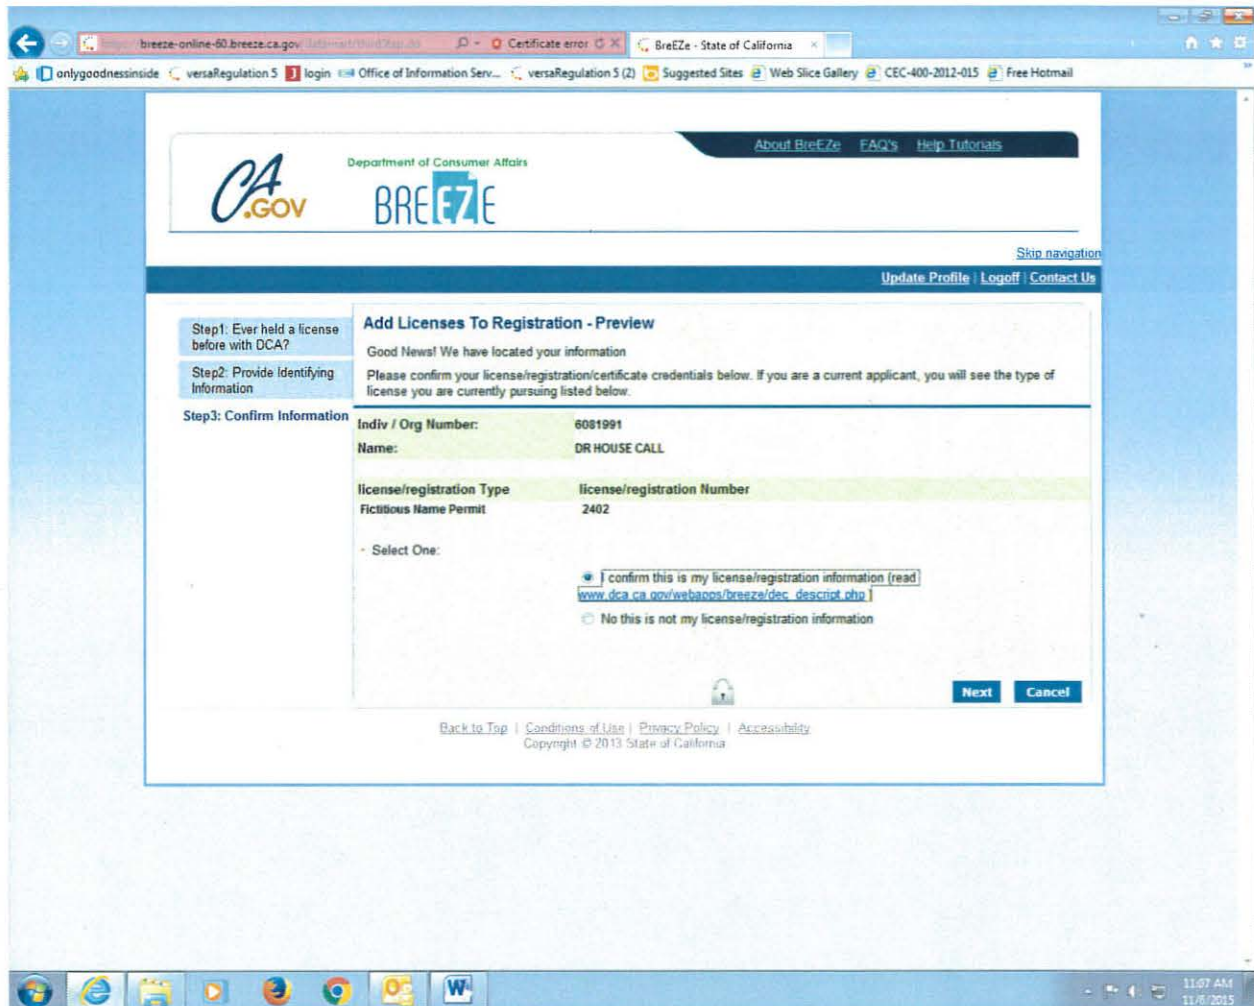 breeze-online-60.breeze.ca.gov
Certificate error
BreEZe - State of California
onlygoodnessinside
versaRegulation 5
login
Office of Information Serv...
versaRegulation 5 (2)
Suggested Sites
Web Slice Gallery
CEC-400-2012-015
Free Hotmail
About BreEZe FAQ's Help Tutorials
CA
.GOV
Department of Consumer Affairs
BREEZE
Skip navigation
Update Profile | Logoff | Contact Us
Step1: Ever held a license
before with DCA?
Step2: Provide Identifying
Information
Step3: Confirm Information
Add Licenses To Registration - Preview
Good News! We have located your information
Please confirm your license/registration/certificate credentials below. If you are a current applicant, you will see the type of
license you are currently pursuing listed below.
Indiv / Org Number: 6081991
Name: DR HOUSE CALL
license/registration Type license/registration Number
Fictitious Name Permit 2402
- Select One:
I confirm this is my license/registration information (read
www.dca.ca.gov/webapps/breeze/dec_descript.php )
No this is not my license/registration information
Next Cancel
Back to Top | Conditions of Use | Privacy Policy | Accessibility
Copyright © 2013 State of California
11:07 AM
11/6/2015